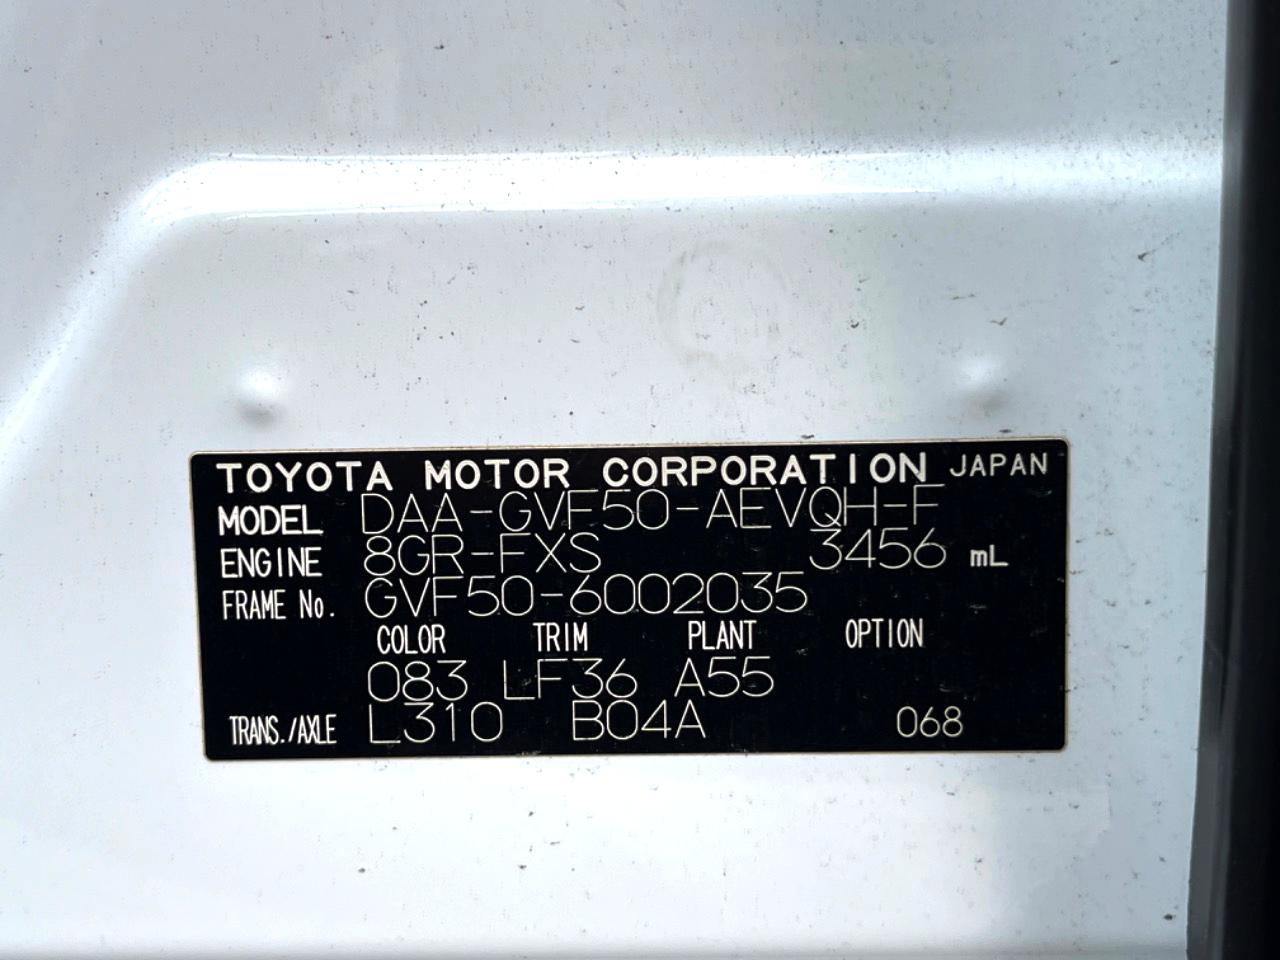 TOYOTA MOTOR CORPORATION JAPAN
MODEL DAA-GVF50-AEVQH-F
ENGINE 8GR-FXS 3456 mL
FRAME No. GVF50-6002035
COLOR TRIM PLANT OPTION
083 LF36 A55
TRANS./AXLE L310 B04A 068